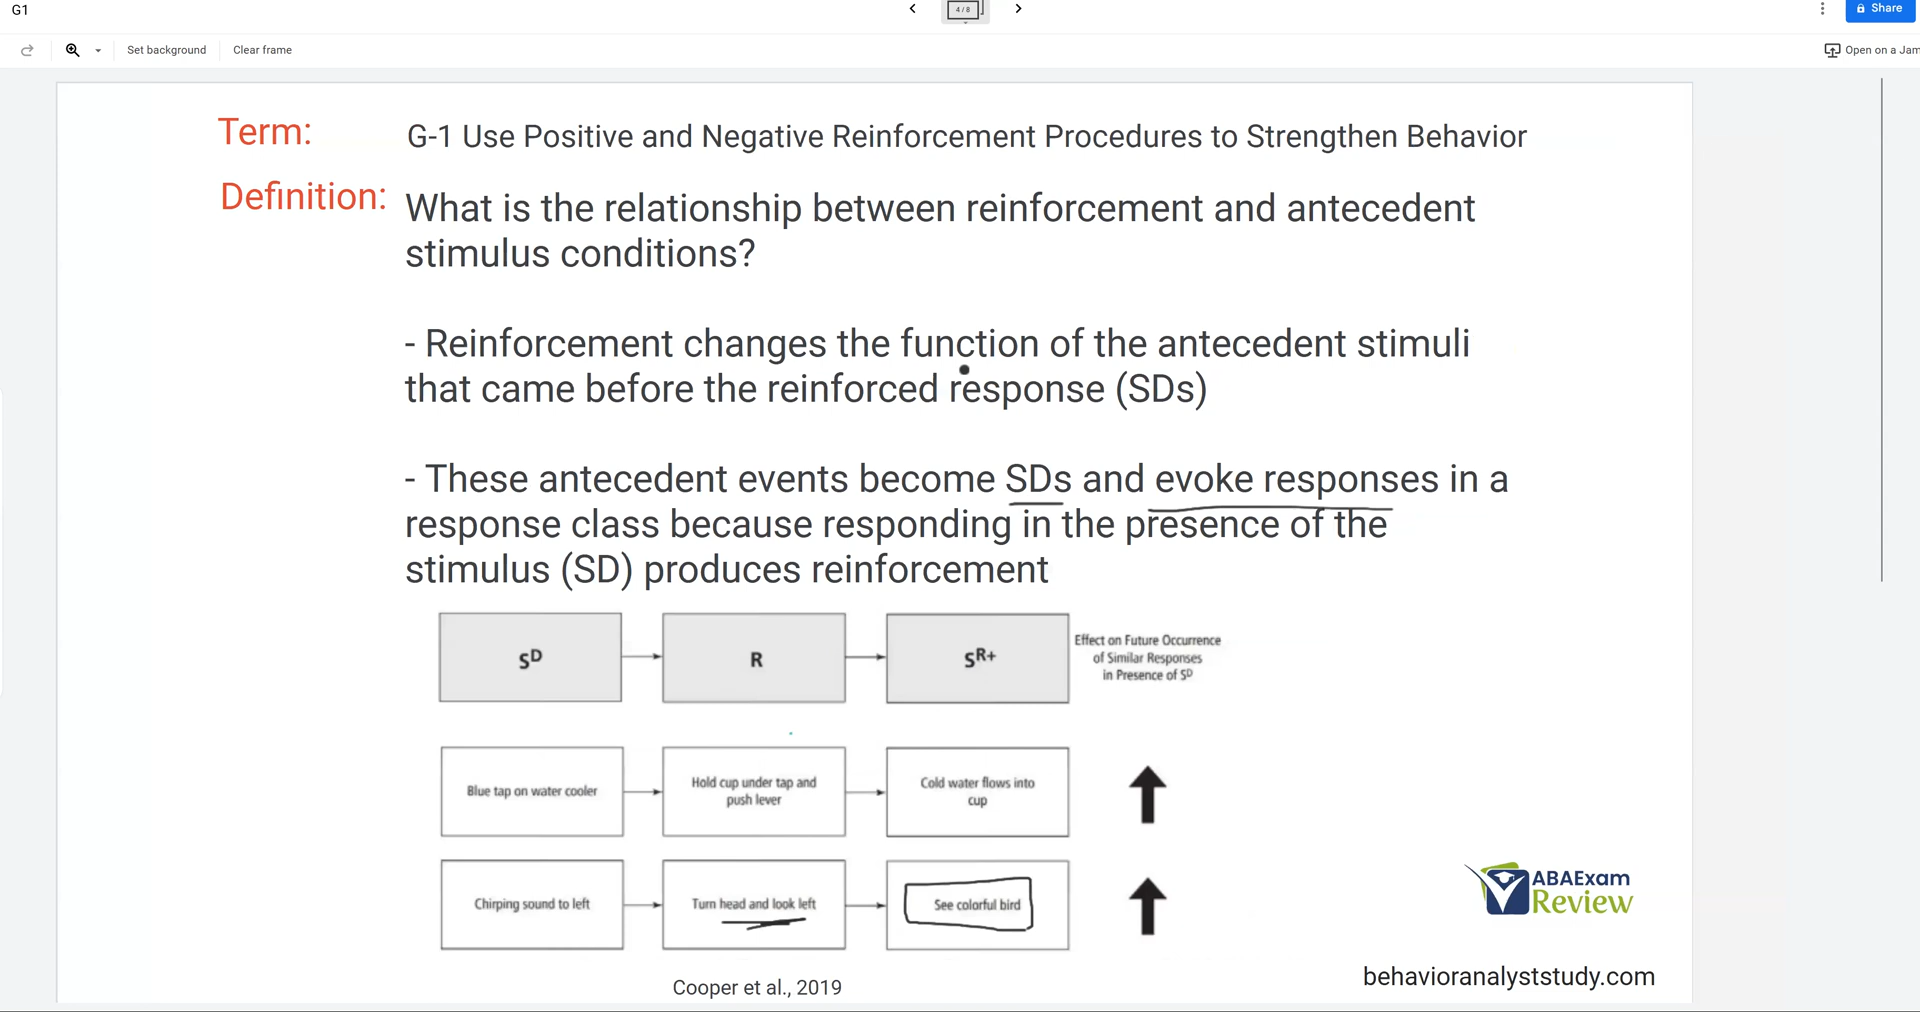 G1
4 / 8
Share
Set background
Clear frame
Open on a Jam
Term:
G-1 Use Positive and Negative Reinforcement Procedures to Strengthen Behavior
Definition:
What is the relationship between reinforcement and antecedent
stimulus conditions?
- Reinforcement changes the function of the antecedent stimuli
that came before the reinforced response (SDs)
- These antecedent events become SDs and evoke responses in a
response class because responding in the presence of the
stimulus (SD) produces reinforcement
SD
R
SR+
Effect on Future Occurrence
of Similar Responses
in Presence of SD
Blue tap on water cooler
Hold cup under tap and
push lever
Cold water flows into
cup
Chirping sound to left
Turn head and look left
See colorful bird
ABAExam
Review
Cooper et al., 2019
behavioranalyststudy.com